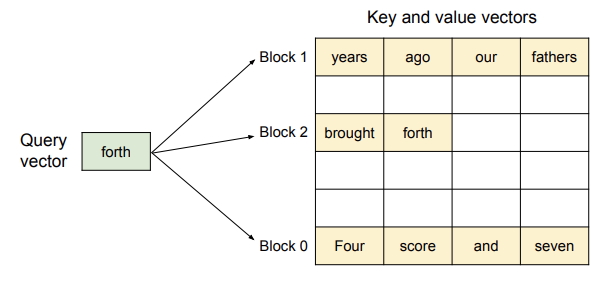 Key and value vectors
Block 1 years ago our fathers
Query vector forth
Block 2 brought forth
Block 0 Four score and seven